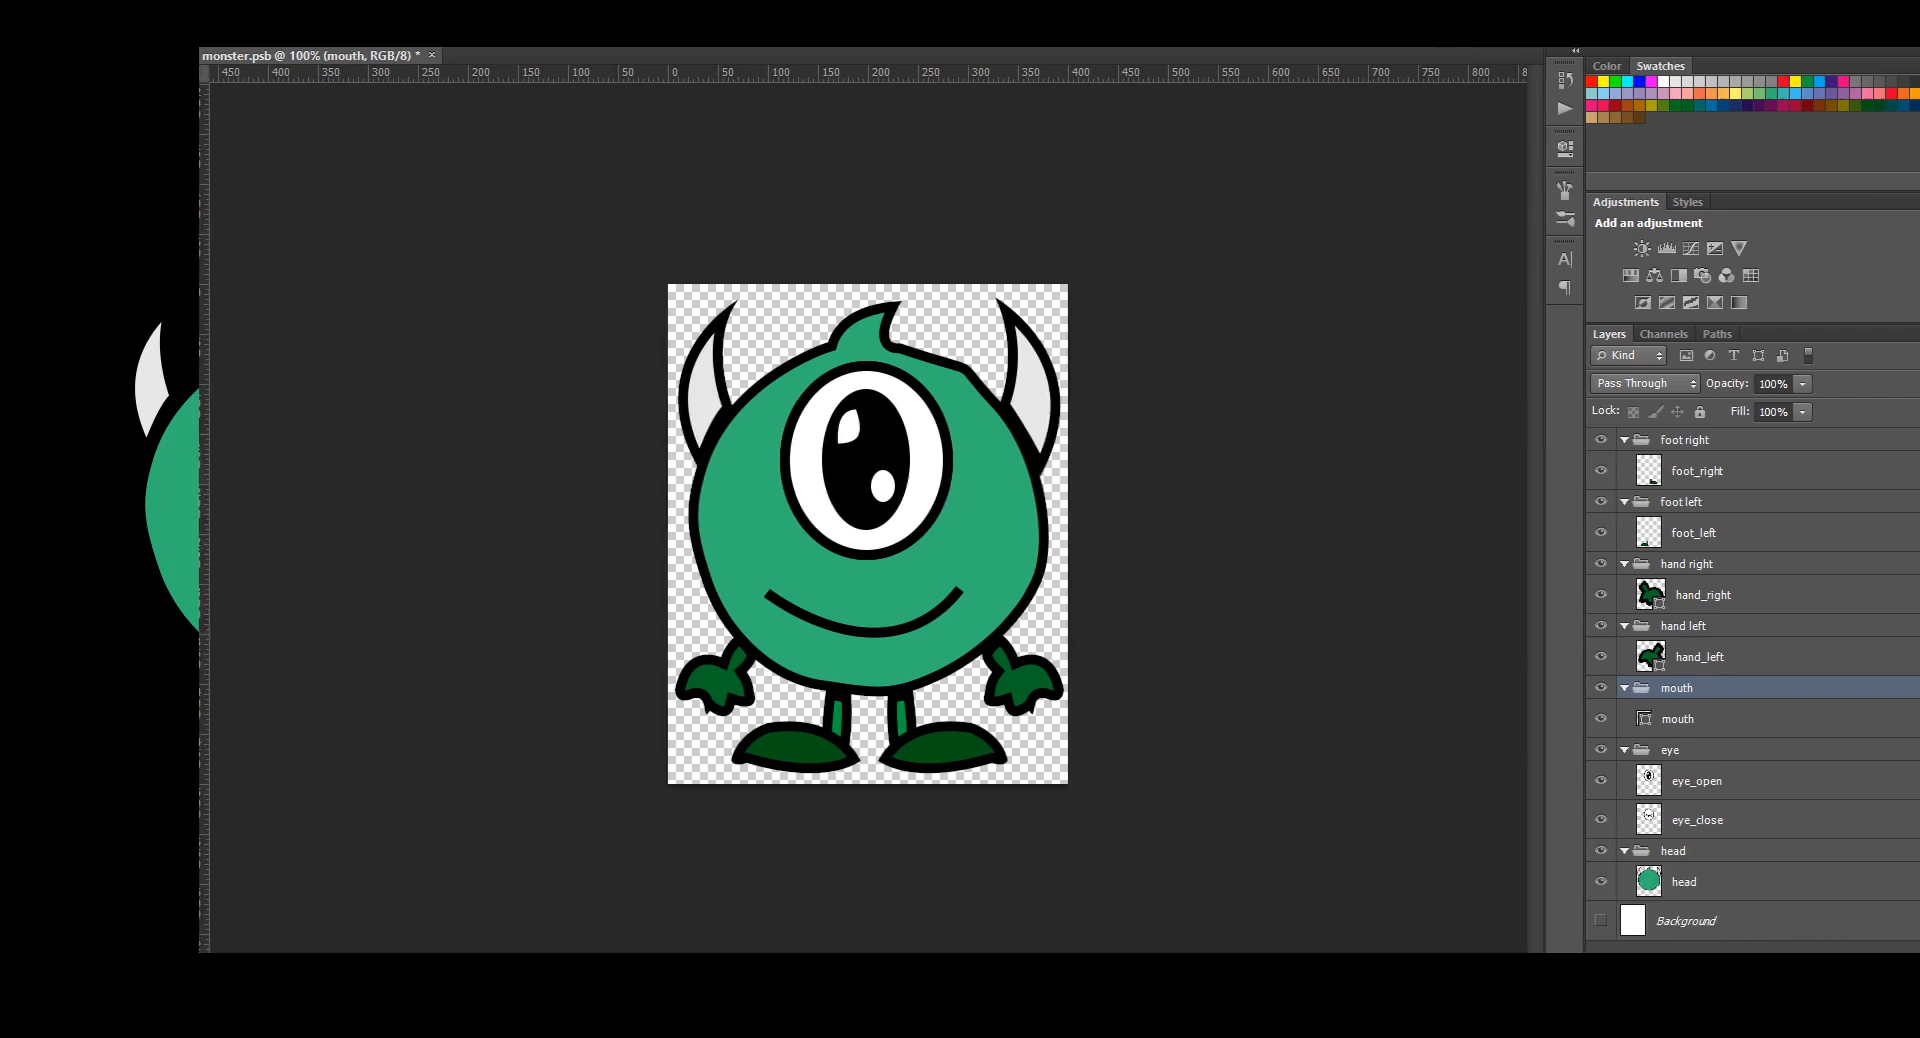 monster.psb @ 100% (mouth, RGB/8) * ×
450 400 350 300 250 200 150 100 50 0 50 100 150 200 250 300 350 400 450 500 550 600 650 700 750 800 8
Color Swatches
Adjustments Styles
Add an adjustment
Layers Channels Paths
Kind T
Pass Through Opacity: 100%
Lock: Fill: 100%
A
¶
foot right
foot_right
foot left
foot_left
hand right
hand_right
hand left
hand_left
mouth
mouth
eye
eye_open
eye_close
head
head
Background